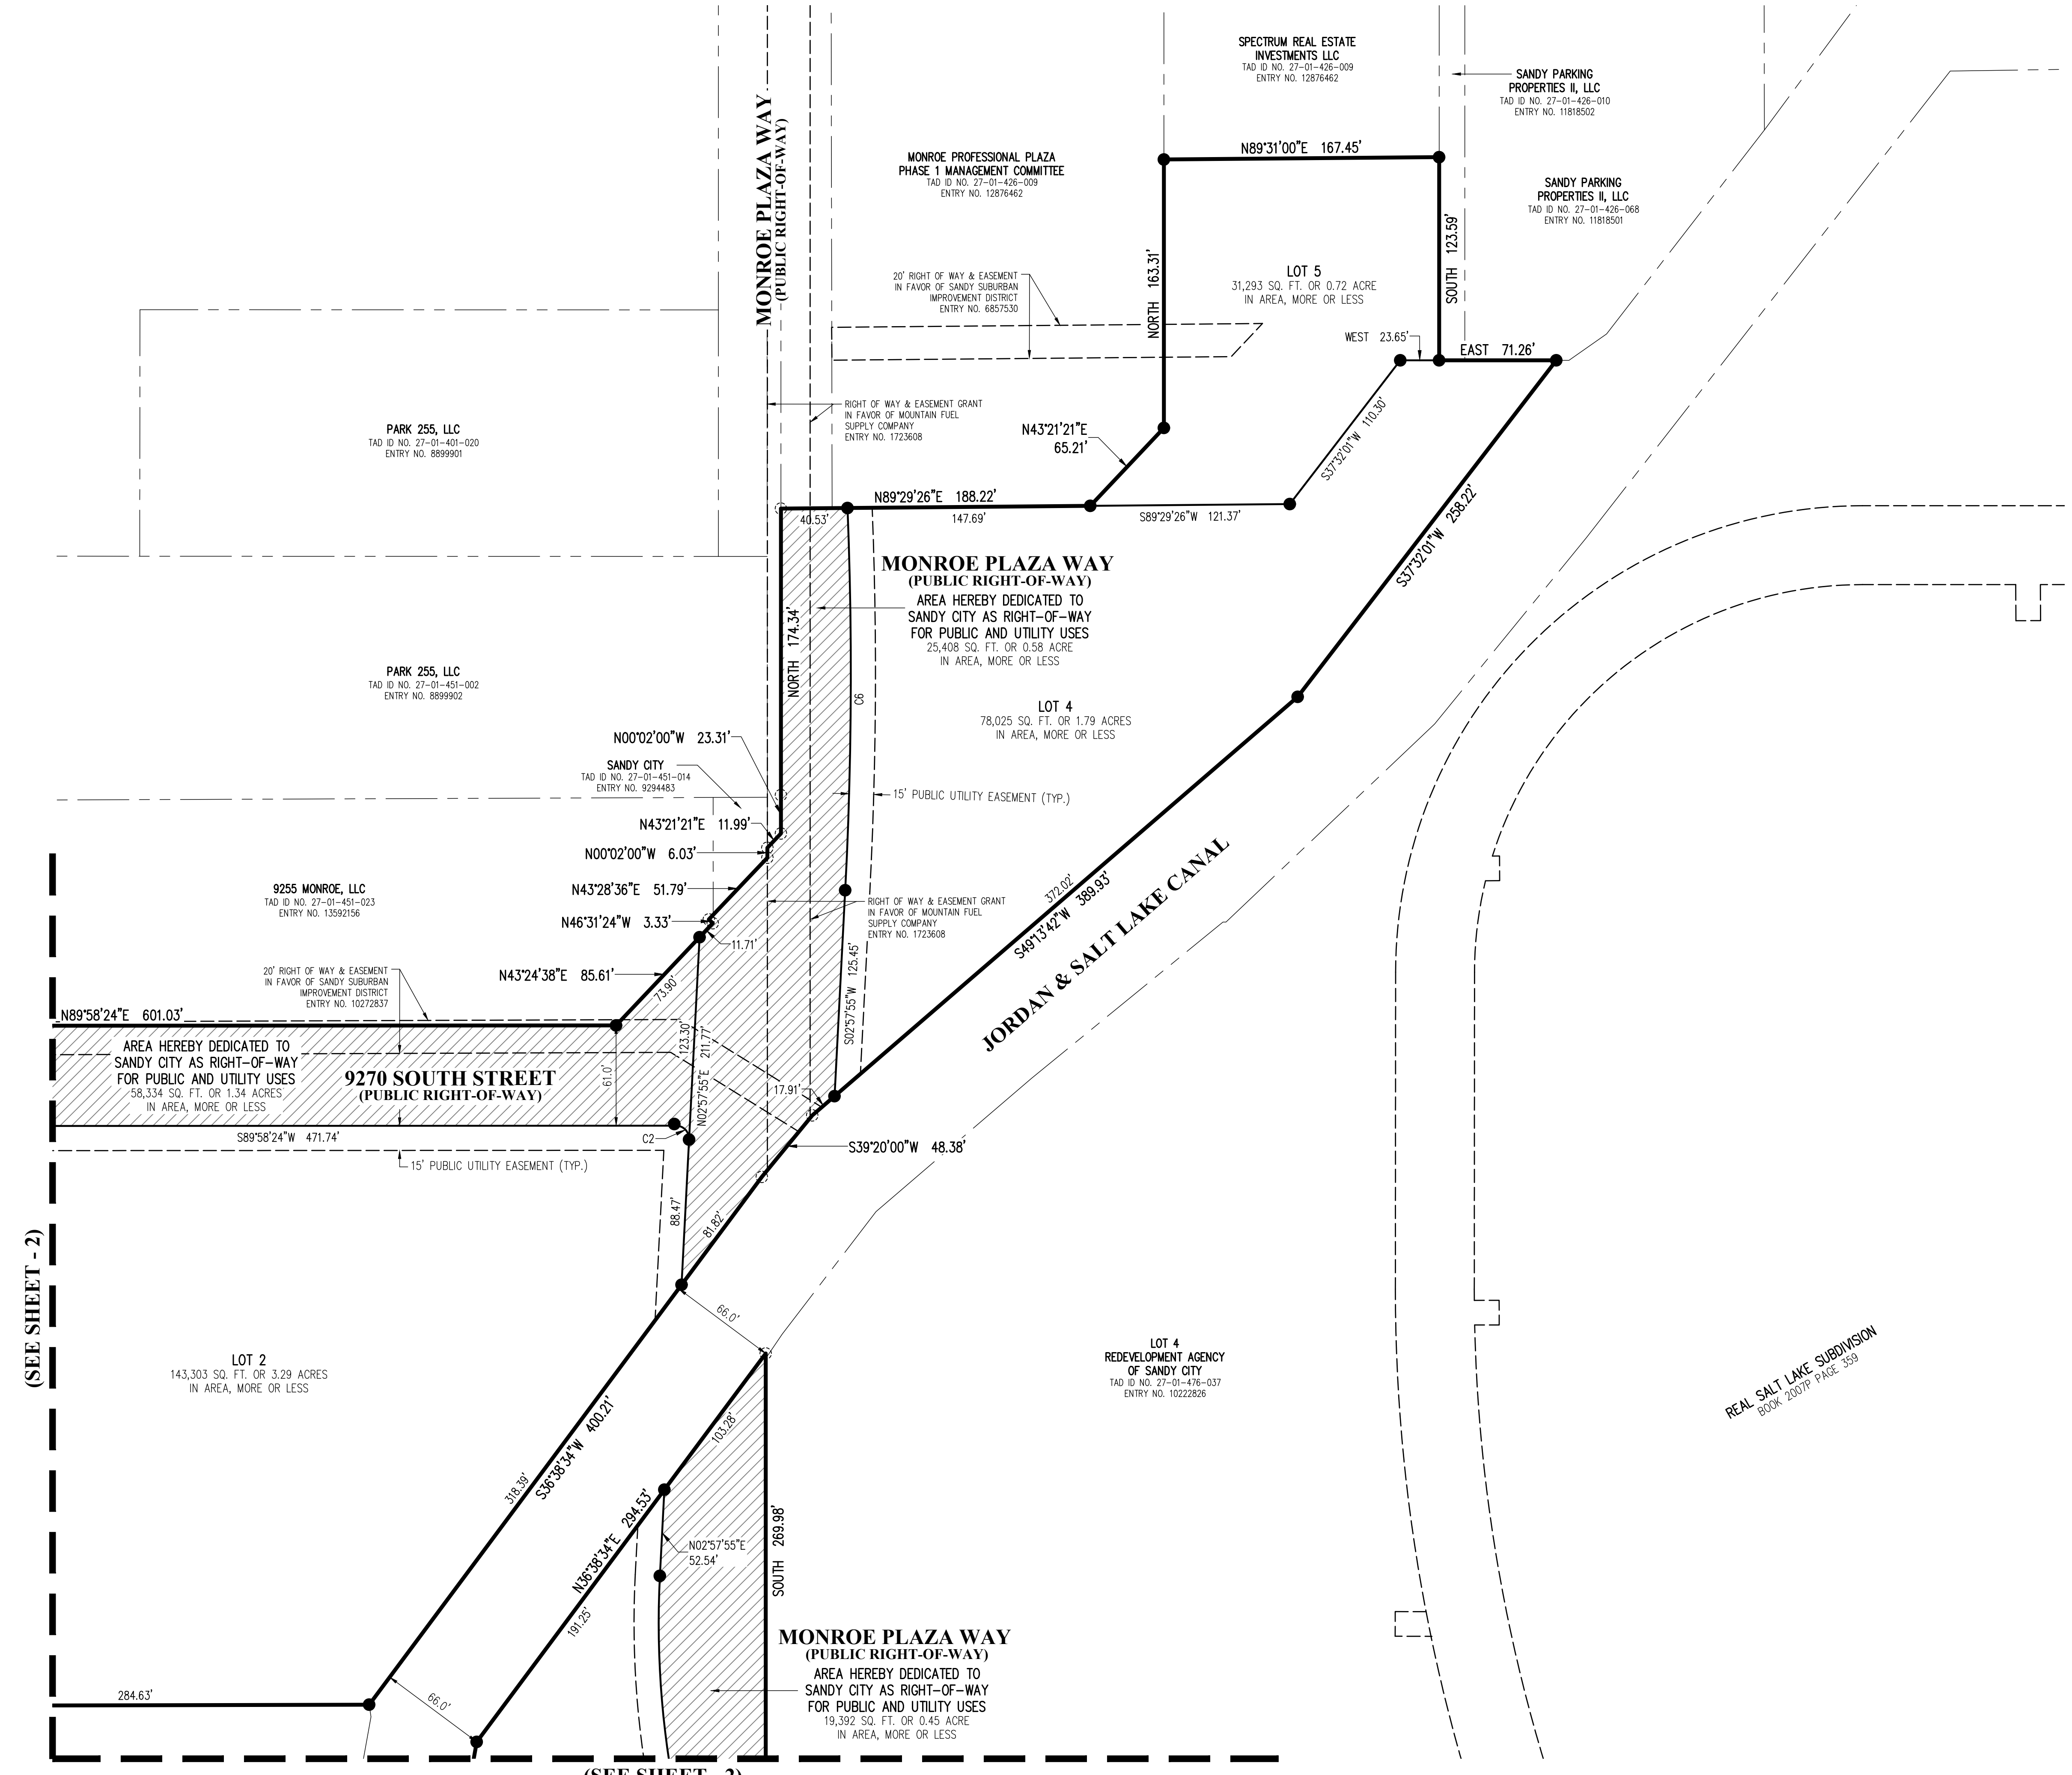 SPECTRUM REAL ESTATE
INVESTMENTS LLC
TAD ID NO. 27-01-426-009
ENTRY NO. 12876462
SANDY PARKING
PROPERTIES II, LLC
TAD ID NO. 27-01-426-010
ENTRY NO. 11818502
MONROE PLAZA WAY
(PUBLIC RIGHT-OF-WAY)
MONROE PROFESSIONAL PLAZA
PHASE 1 MANAGEMENT COMMITTEE
TAD ID NO. 27-01-426-009
ENTRY NO. 12876462
N89°31'00"E 167.45'
SANDY PARKING
PROPERTIES II, LLC
TAD ID NO. 27-01-426-068
ENTRY NO. 11818501
SOUTH 123.59'
NORTH 163.31'
20' RIGHT OF WAY & EASEMENT
IN FAVOR OF SANDY SUBURBAN
IMPROVEMENT DISTRICT
ENTRY NO. 6857530
LOT 5
31,293 SQ. FT. OR 0.72 ACRE
IN AREA, MORE OR LESS
WEST 23.65'
EAST 71.26'
RIGHT OF WAY & EASEMENT GRANT
IN FAVOR OF MOUNTAIN FUEL
SUPPLY COMPANY
ENTRY NO. 1723608
PARK 255, LLC
TAD ID NO. 27-01-401-020
ENTRY NO. 8899901
N43°21'21"E
65.21'
S37°32'01"W 110.30'
N89°29'26"E 188.22'
40.53'
147.69'
S89°29'26"W 121.37'
S37°32'01"W 258.22'
MONROE PLAZA WAY
(PUBLIC RIGHT-OF-WAY)
AREA HEREBY DEDICATED TO
SANDY CITY AS RIGHT-OF-WAY
FOR PUBLIC AND UTILITY USES
25,408 SQ. FT. OR 0.58 ACRE
IN AREA, MORE OR LESS
NORTH 174.34'
C6
PARK 255, LLC
TAD ID NO. 27-01-451-002
ENTRY NO. 8899902
LOT 4
78,025 SQ. FT. OR 1.79 ACRES
IN AREA, MORE OR LESS
N00°02'00"W 23.31'
SANDY CITY
TAD ID NO. 27-01-451-014
ENTRY NO. 9294483
15' PUBLIC UTILITY EASEMENT (TYP.)
N43°21'21"E 11.99'
N00°02'00"W 6.03'
N43°28'36"E 51.79'
N46°31'24"W 3.33'
9255 MONROE, LLC
TAD ID NO. 27-01-451-023
ENTRY NO. 13592156
RIGHT OF WAY & EASEMENT GRANT
IN FAVOR OF MOUNTAIN FUEL
SUPPLY COMPANY
ENTRY NO. 1723608
372.02'
S49°13'42"W 389.93'
JORDAN & SALT LAKE CANAL
11.71'
N43°24'38"E 85.61'
73.90'
20' RIGHT OF WAY & EASEMENT
IN FAVOR OF SANDY SUBURBAN
IMPROVEMENT DISTRICT
ENTRY NO. 10272837
N89°58'24"E 601.03'
S02°57'55"W 125.45'
AREA HEREBY DEDICATED TO
SANDY CITY AS RIGHT-OF-WAY
FOR PUBLIC AND UTILITY USES
58,334 SQ. FT. OR 1.34 ACRES
IN AREA, MORE OR LESS
9270 SOUTH STREET
(PUBLIC RIGHT-OF-WAY)
61.0'
123.30'
N02°57'55"E 211.77'
17.91'
S89°58'24"W 471.74'
C2
15' PUBLIC UTILITY EASEMENT (TYP.)
S39°20'00"W 48.38'
88.47'
81.82'
(SEE SHEET - 2)
66.0'
LOT 2
143,303 SQ. FT. OR 3.29 ACRES
IN AREA, MORE OR LESS
LOT 4
REDEVELOPMENT AGENCY
OF SANDY CITY
TAD ID NO. 27-01-476-037
ENTRY NO. 10222826
REAL SALT LAKE SUBDIVISION
BOOK 2007P PAGE 359
318.39'
S36°38'34"W 400.21'
103.28'
N36°38'34"E 294.53'
191.25'
N02°57'55"E
52.54'
SOUTH 269.98'
MONROE PLAZA WAY
(PUBLIC RIGHT-OF-WAY)
AREA HEREBY DEDICATED TO
SANDY CITY AS RIGHT-OF-WAY
FOR PUBLIC AND UTILITY USES
19,392 SQ. FT. OR 0.45 ACRE
IN AREA, MORE OR LESS
284.63'
66.0'
(SEE SHEET - 2)